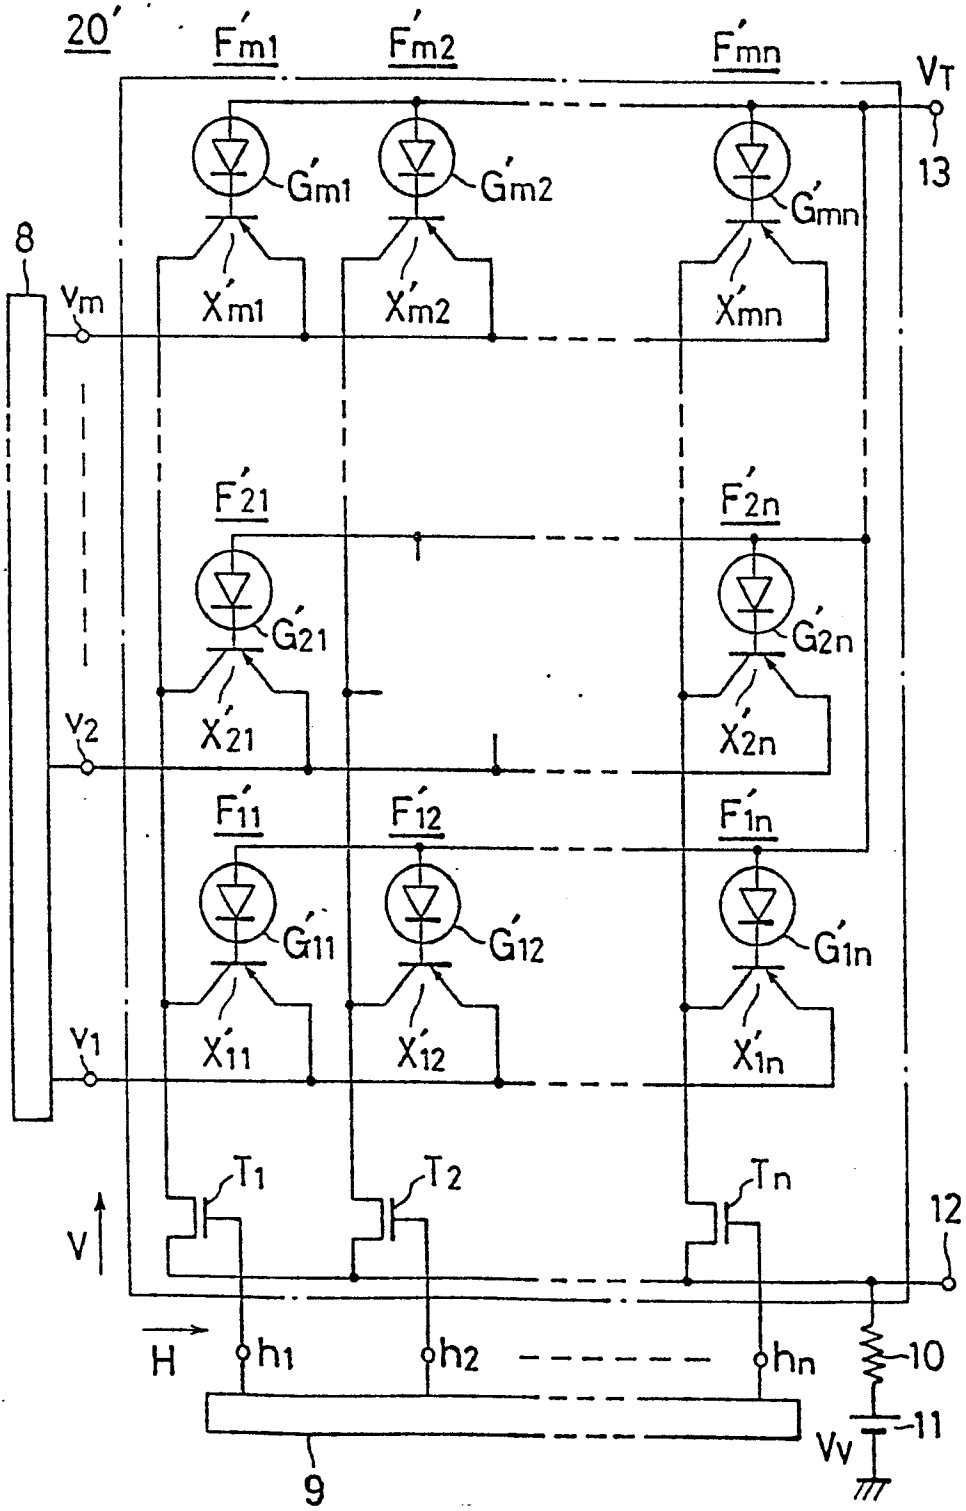 20′
F′m1 F′m2 F′mn
VT
13
G′m1 G′m2 G′mn
8
vm
X′m1 X′m2 X′mn
F′21 F′2n
G′21 G′2n
v2
X′21 X′2n
F′11 F′12 F′1n
G′11 G′12 G′1n
v1
X′11 X′12 X′1n
T1 T2 Tn
12
V
H
h1 h2 hn
10
11
Vv
9